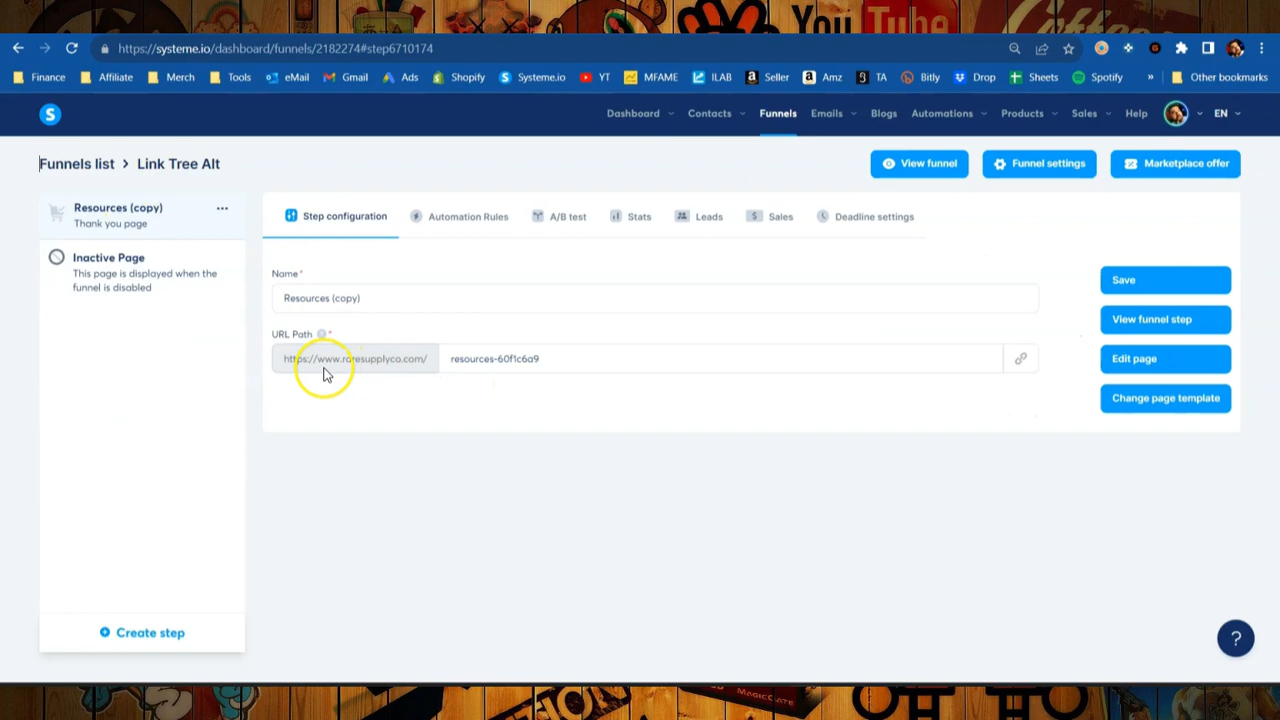 You Tube
https://systeme.io/dashboard/funnels/2182274#step6710174
Finance Affiliate Merch Tools eMail Gmail Ads Shopify Systeme.io YT MFAME ILAB Seller Amz TA Bitly Drop Sheets Spotify » Other bookmarks
S Dashboard Contacts Funnels Emails Blogs Automations Products Sales Help EN
Funnels list > Link Tree Alt
View funnel Funnel settings Marketplace offer
Resources (copy) ...
Thank you page
Inactive Page
This page is displayed when the
funnel is disabled
Create step
Step configuration Automation Rules A/B test Stats Leads Sales Deadline settings
Name *
Resources (copy)
URL Path ? *
https://www.raresupplyco.com/ resources-60f1c6a9
Save
View funnel step
Edit page
Change page template
?
MAGIC